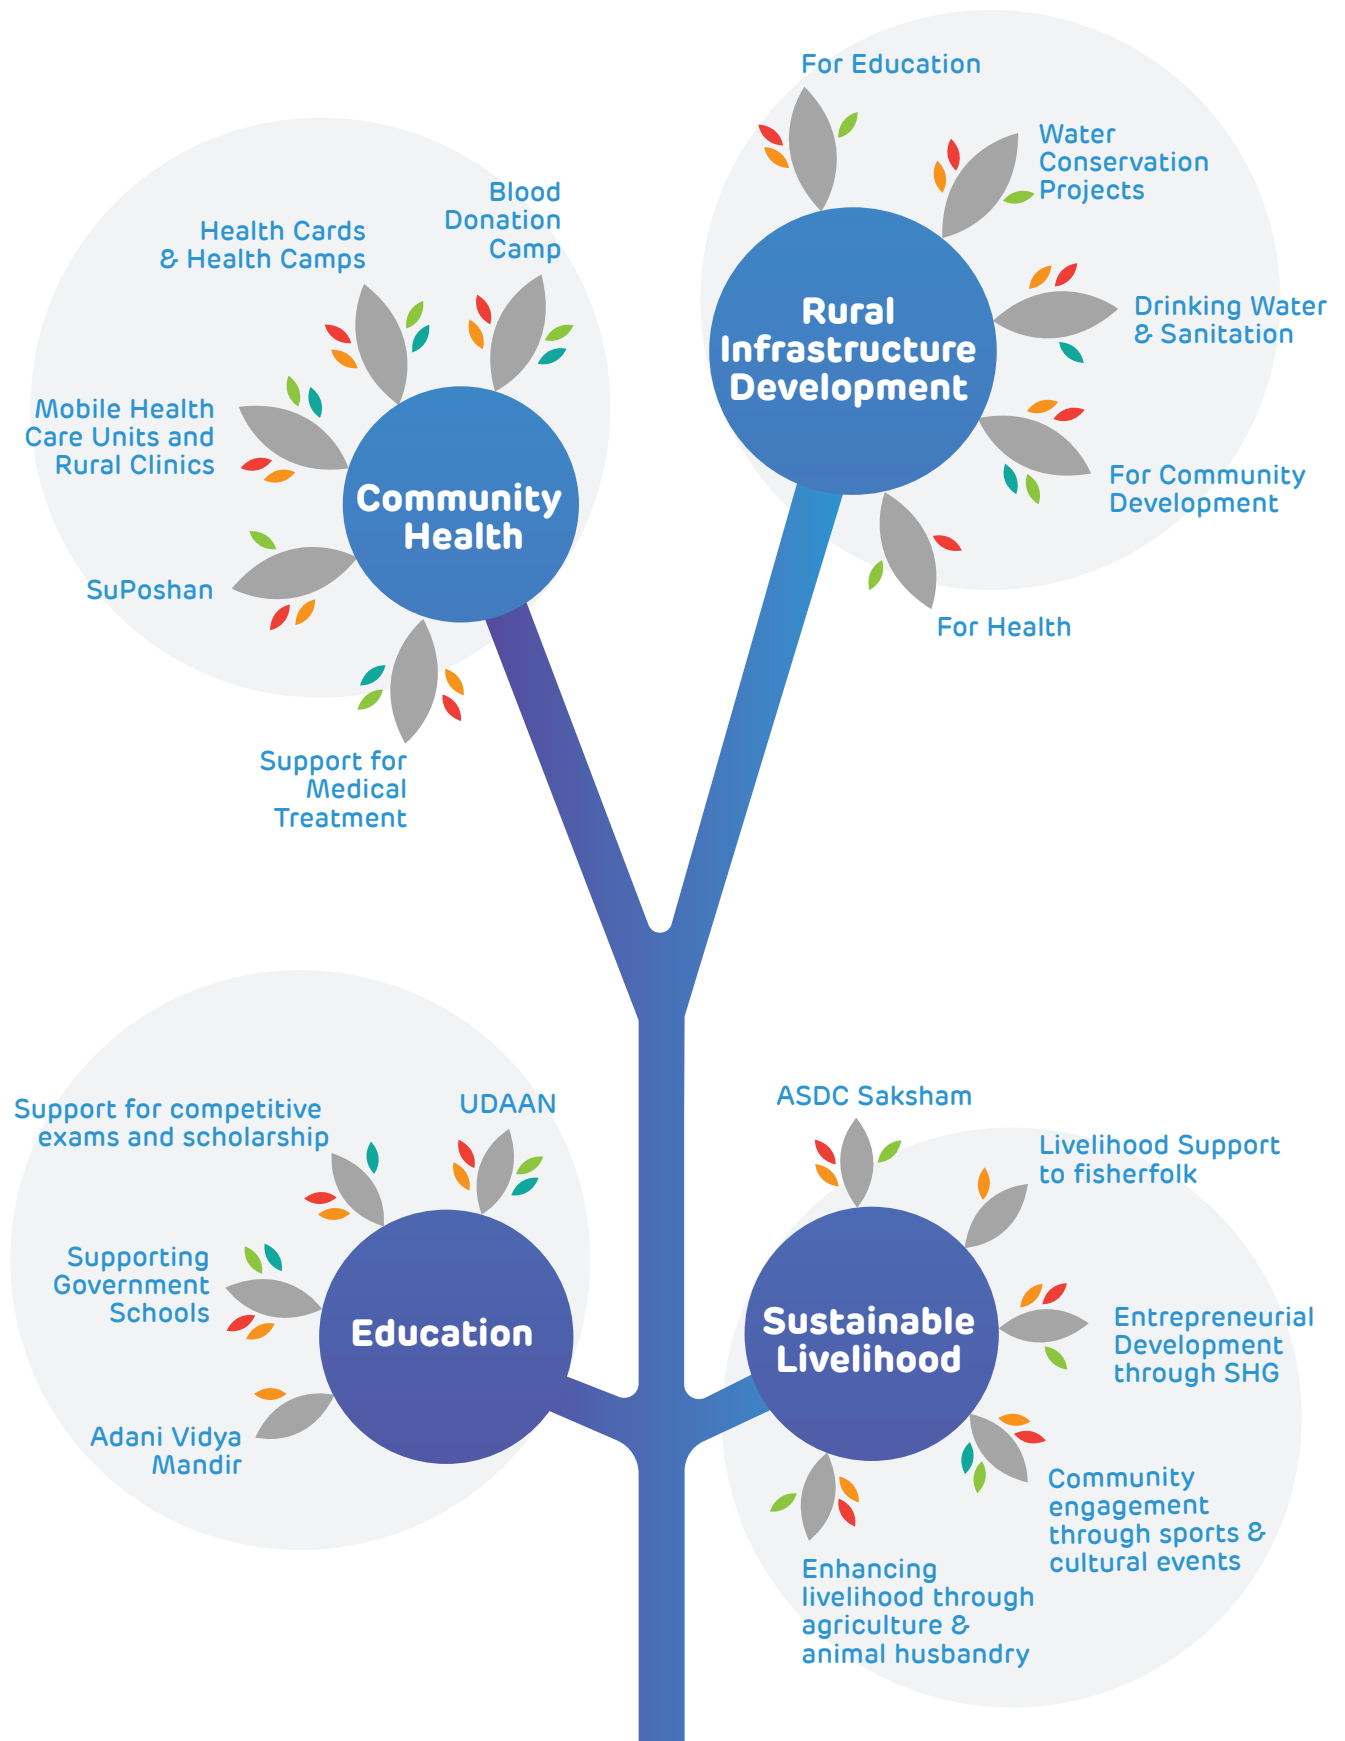 For Education
Water
Conservation
Projects
Drinking Water
& Sanitation
For Community
Development
For Health
Rural
Infrastructure
Development
Blood
Donation
Camp
Health Cards
& Health Camps
Mobile Health
Care Units and
Rural Clinics
SuPoshan
Support for
Medical
Treatment
Community
Health
UDAAN
Support for competitive
exams and scholarship
Supporting
Government
Schools
Adani Vidya
Mandir
Education
ASDC Saksham
Livelihood Support
to fisherfolk
Entrepreneurial
Development
through SHG
Community
engagement
through sports &
cultural events
Enhancing
livelihood through
agriculture &
animal husbandry
Sustainable
Livelihood